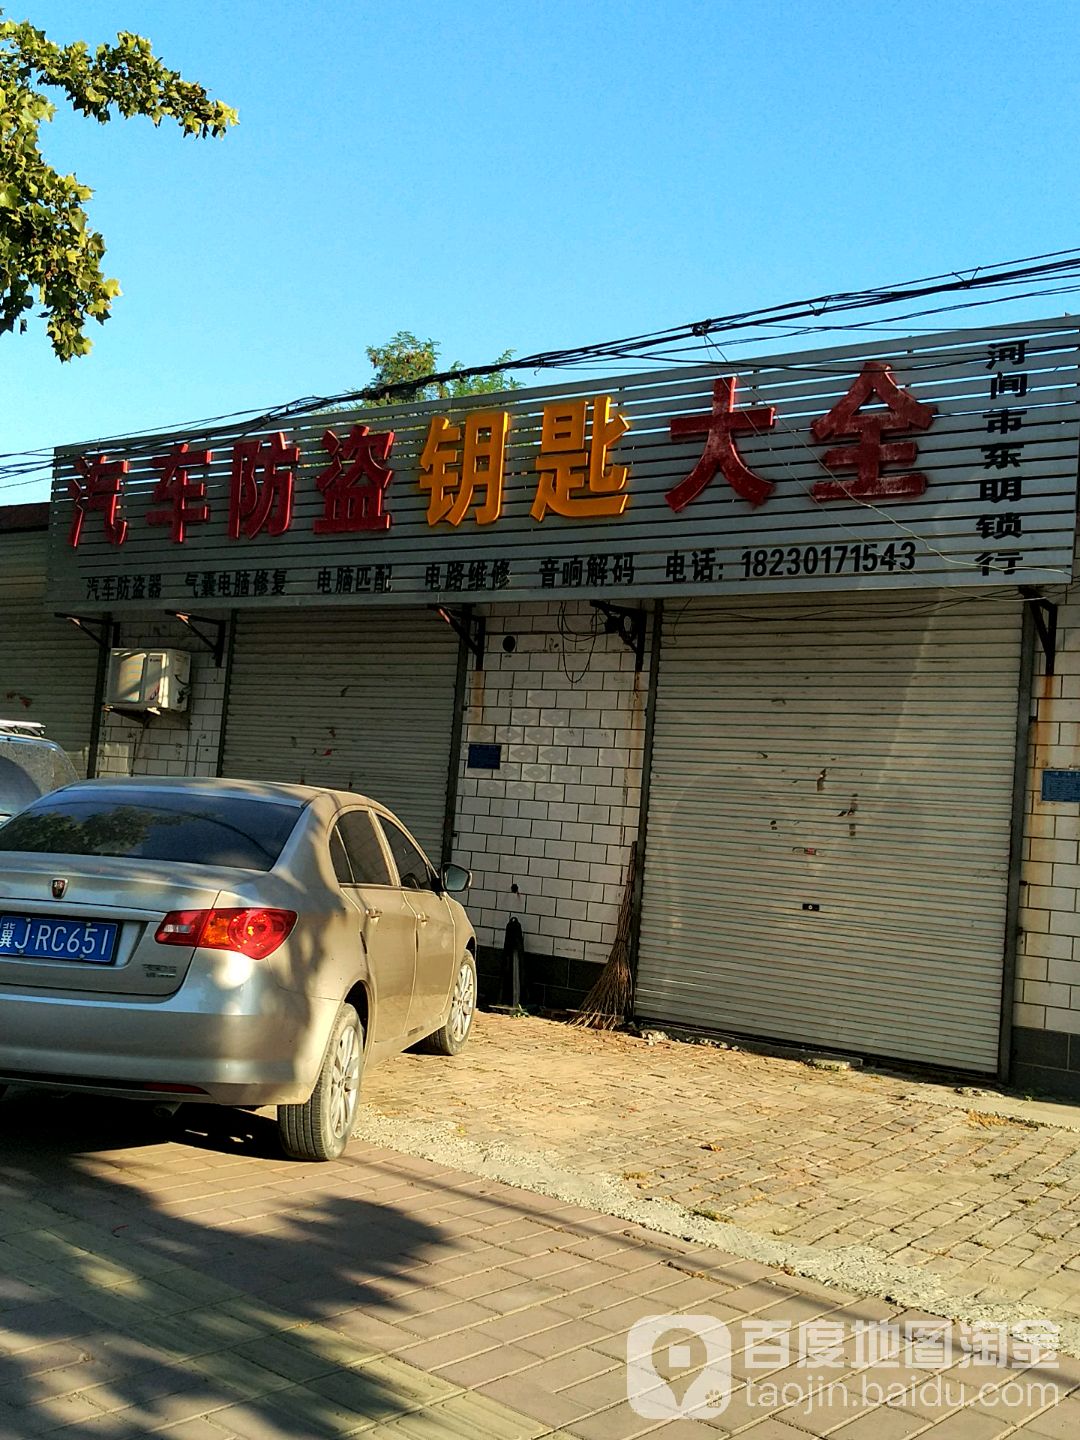 汽车防盗钥匙大全
河间市东明锁行
汽车防盗器 气囊电脑修复 电脑匹配 电路维修 音响解码 电话: 18230171543
冀J·RC651
百度地图淘金
taojin.baidu.com